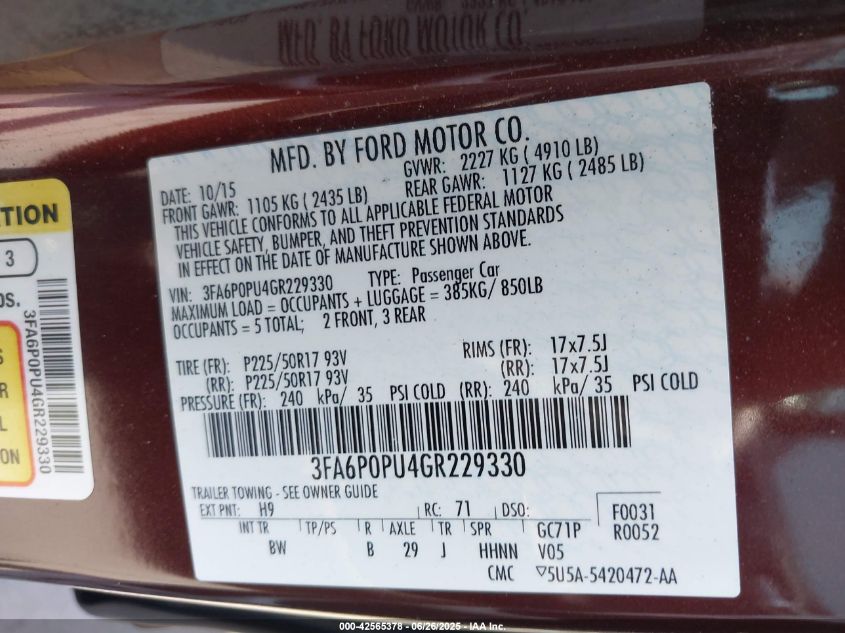 MFD. BY FORD MOTOR CO.
DATE: 10/15 GVWR: 2227 KG ( 4910 LB)
FRONT GAWR: 1105 KG ( 2435 LB) REAR GAWR: 1127 KG ( 2485 LB)
THIS VEHICLE CONFORMS TO ALL APPLICABLE FEDERAL MOTOR
VEHICLE SAFETY, BUMPER, AND THEFT PREVENTION STANDARDS
IN EFFECT ON THE DATE OF MANUFACTURE SHOWN ABOVE.
VIN: 3FA6P0PU4GR229330 TYPE: Passenger Car
MAXIMUM LOAD = OCCUPANTS + LUGGAGE = 385KG/ 850LB
OCCUPANTS = 5 TOTAL; 2 FRONT, 3 REAR
TIRE (FR): P225/50R17 93V RIMS (FR): 17x7.5J
(RR): P225/50R17 93V (RR): 17x7.5J
PRESSURE (FR): 240 kPa/ 35 PSI COLD (RR): 240 kPa/ 35 PSI COLD
3FA6P0PU4GR229330
TRAILER TOWING - SEE OWNER GUIDE
EXT PNT: H9 RC: 71 DSO: F0031
INT TR TP/PS R AXLE TR SPR GC71P R0052
BW B 29 J HHNN V05
CMC ▽5U5A-5420472-AA
TION
3
OS.
3FA6P0PU4GR229330
S
R
L
ON
000-42565378 | 06/26/2025 - IAA Inc.